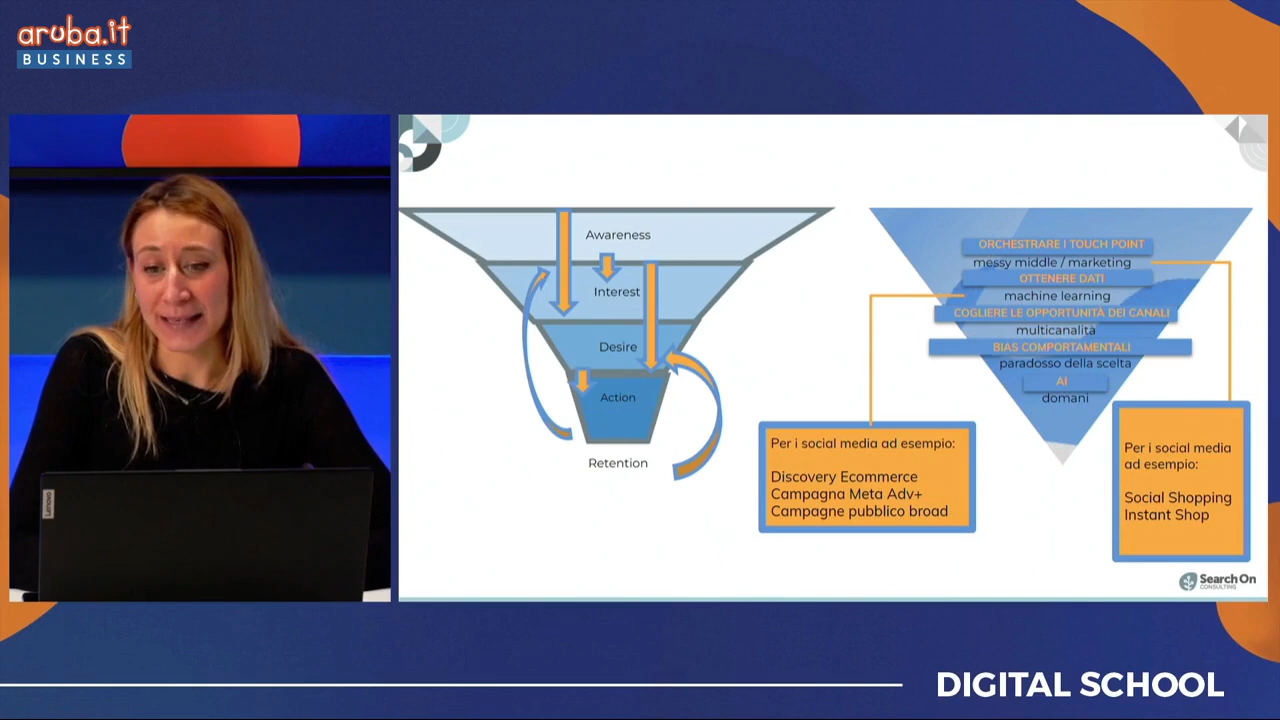 aruba.it
BUSINESS
Awareness
Interest
Desire
Action
Retention
ORCHESTRARE I TOUCH POINT
messy middle / marketing
OTTENERE DATI
machine learning
COGLIERE LE OPPORTUNITÀ DEI CANALI
multicanalità
BIAS COMPORTAMENTALI
paradosso della scelta
AI
domani
Per i social media ad esempio:
Discovery Ecommerce
Campagna Meta Adv+
Campagne pubblico broad
Per i social media
ad esempio:
Social Shopping
Instant Shop
Search On
CONSULTING
Lenovo
DIGITAL SCHOOL